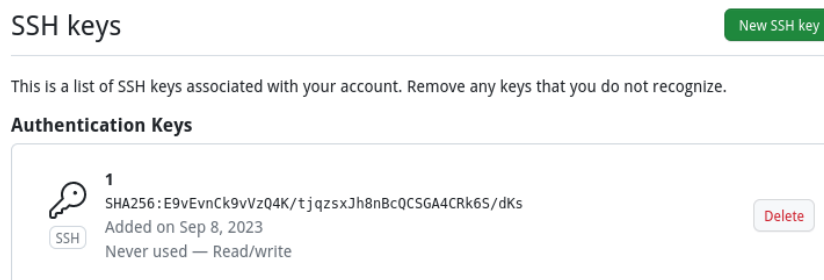 SSH keys
New SSH key
This is a list of SSH keys associated with your account. Remove any keys that you do not recognize.
Authentication Keys
1
SHA256:E9vEvnCk9vVzQ4K/tjqzsxJh8nBcQCSGA4CRk6S/dKs
Added on Sep 8, 2023
Never used — Read/write
SSH
Delete